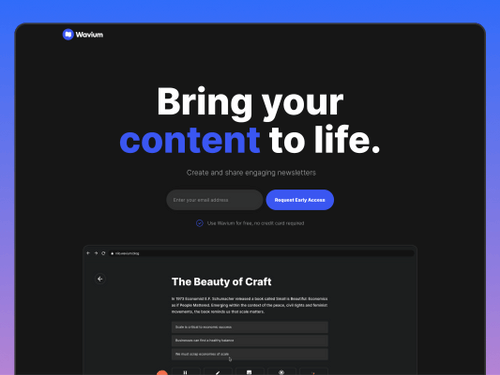 Wavium
Bring your
content to life.
Create and share engaging newsletters
Enter your email address
Request Early Access
Use Wavium for free, no credit card required
The Beauty of Craft
In 1973 Economist E.F. Schumacher released a book called Small Is Beautiful: Economics
as if People Mattered. Emerging within the context of the peace, civil rights and feminist
movements, the book reminds us that scale matters.
Scale is critical to economic success
Businesses can find a healthy balance
We must scrap economies of scale